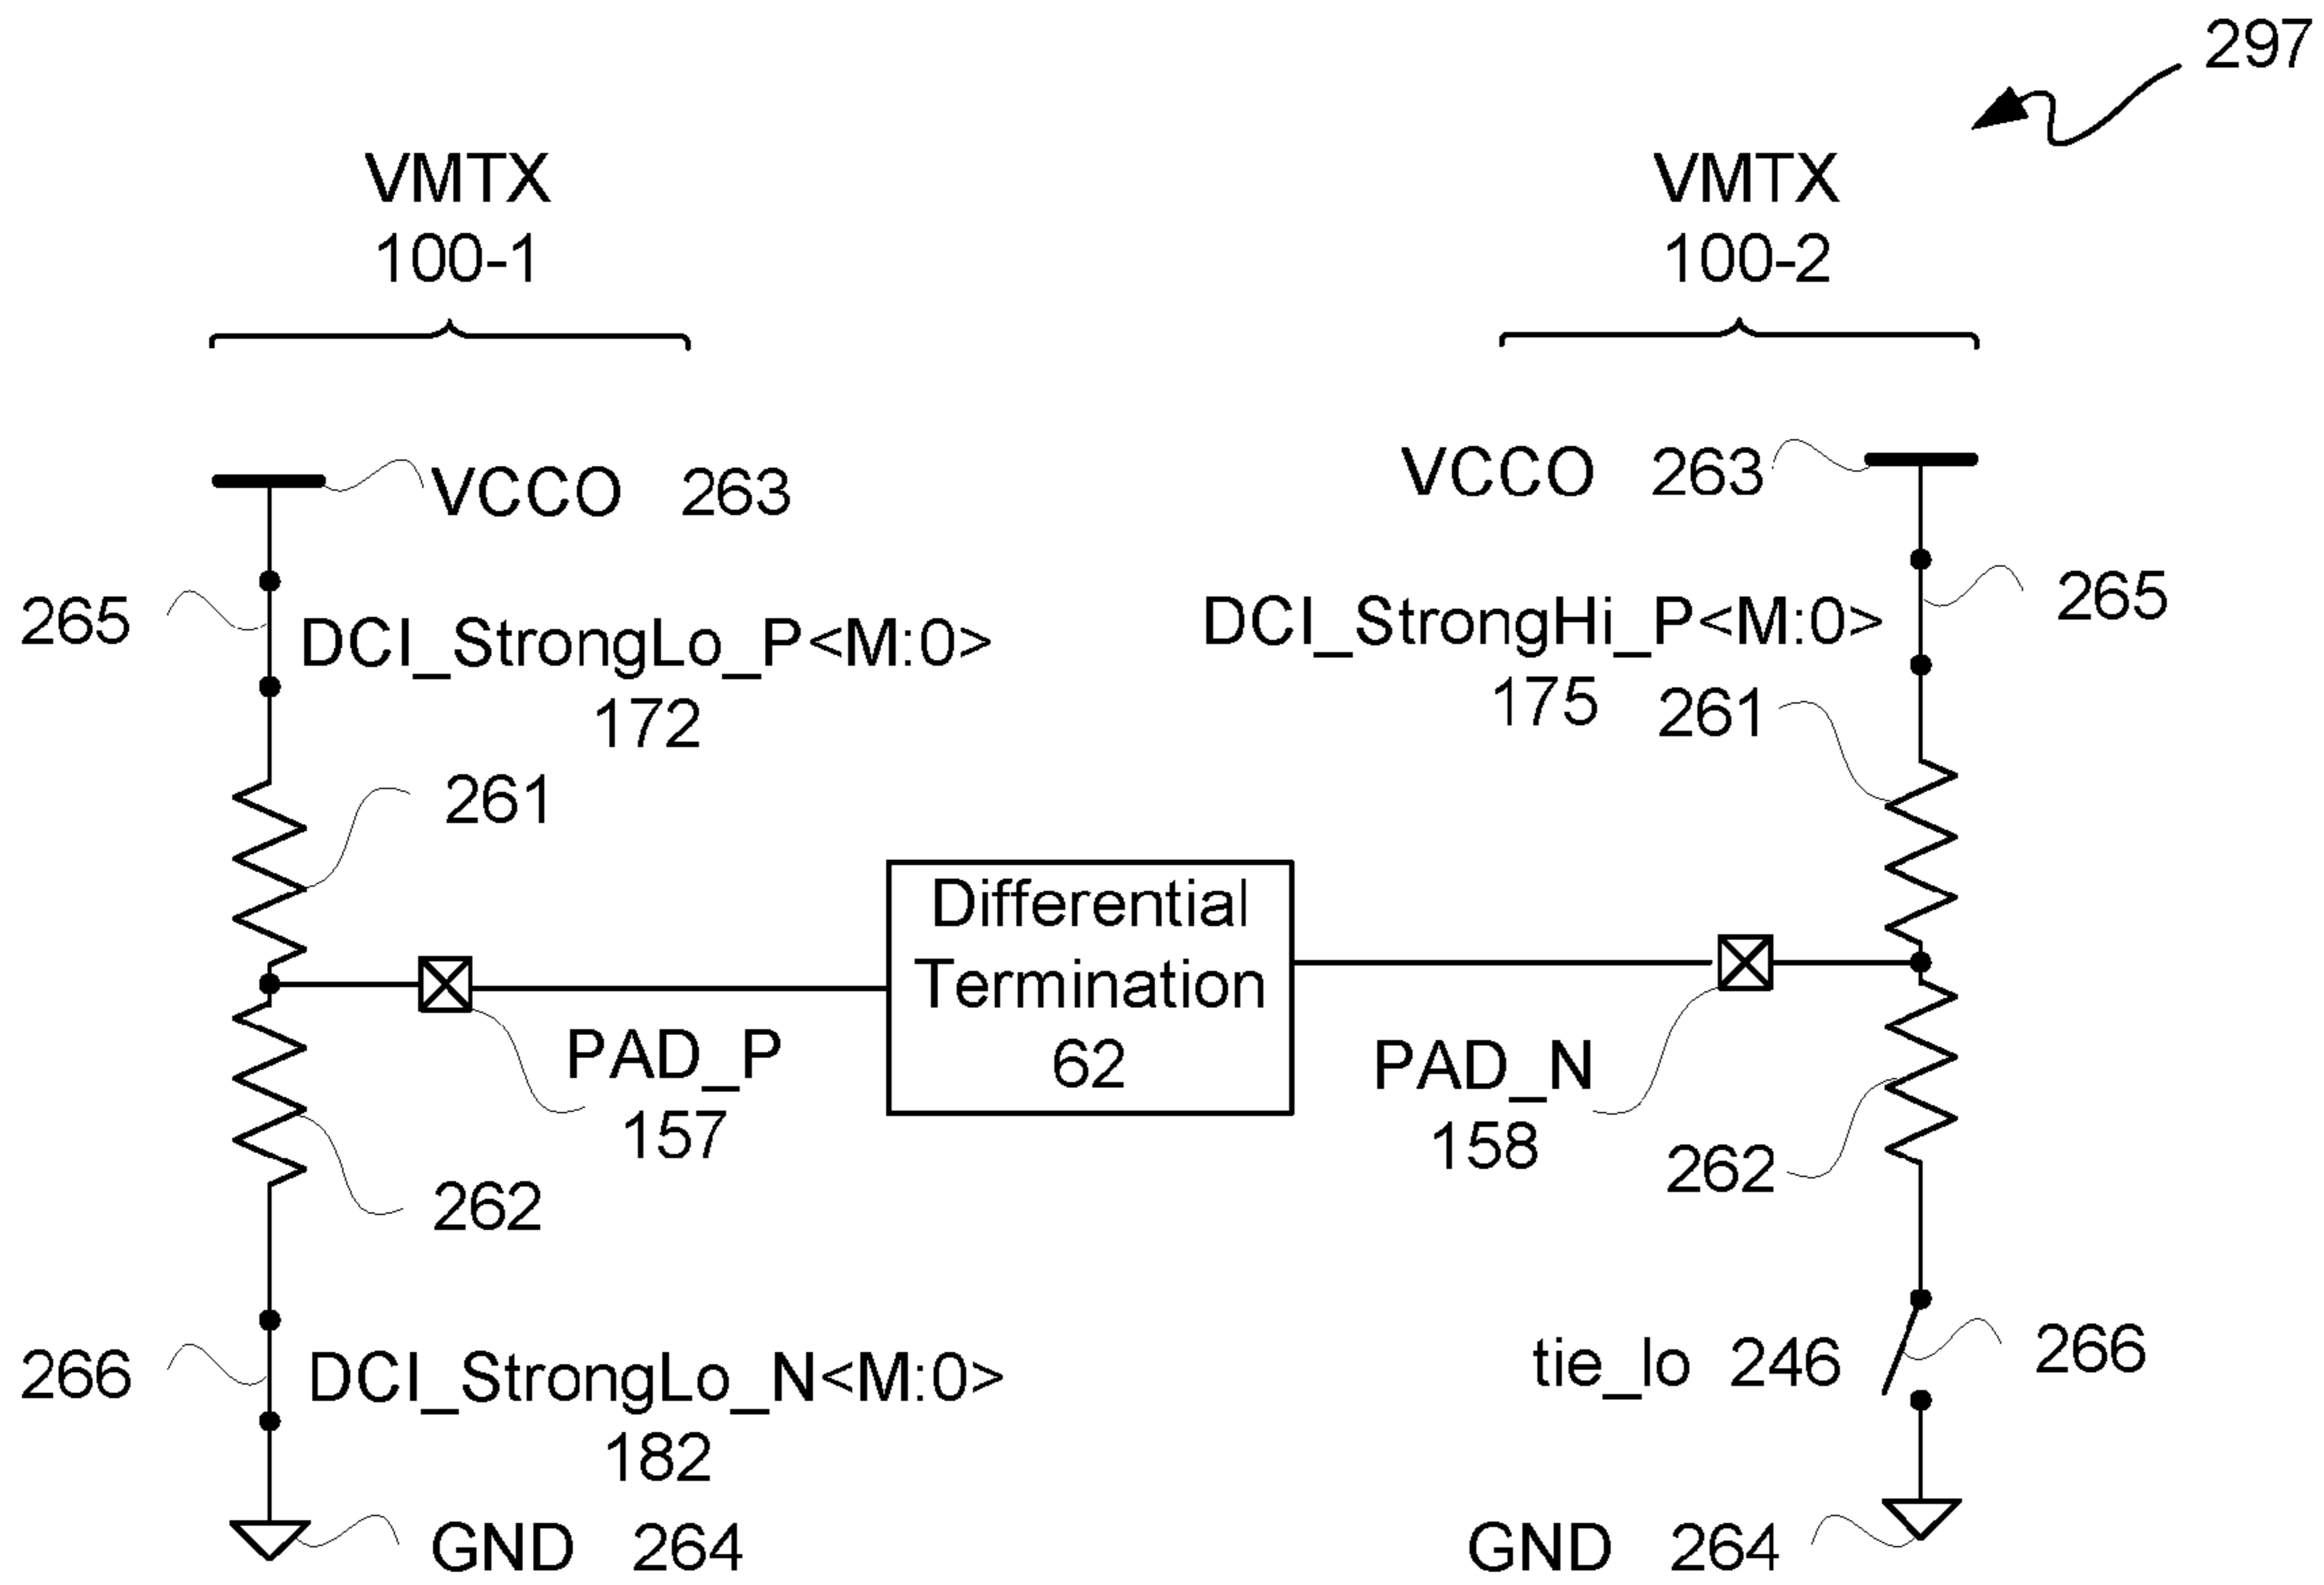 297
VMTX
100-1
VMTX
100-2
VCCO 263
VCCO 263
265
DCI_StrongLo_P<M:0>
172
DCI_StrongHi_P<M:0>
175
265
261
261
Differential
Termination
62
PAD_P
157
PAD_N
158
262
262
266
DCI_StrongLo_N<M:0>
182
tie_lo 246
266
GND 264
GND 264